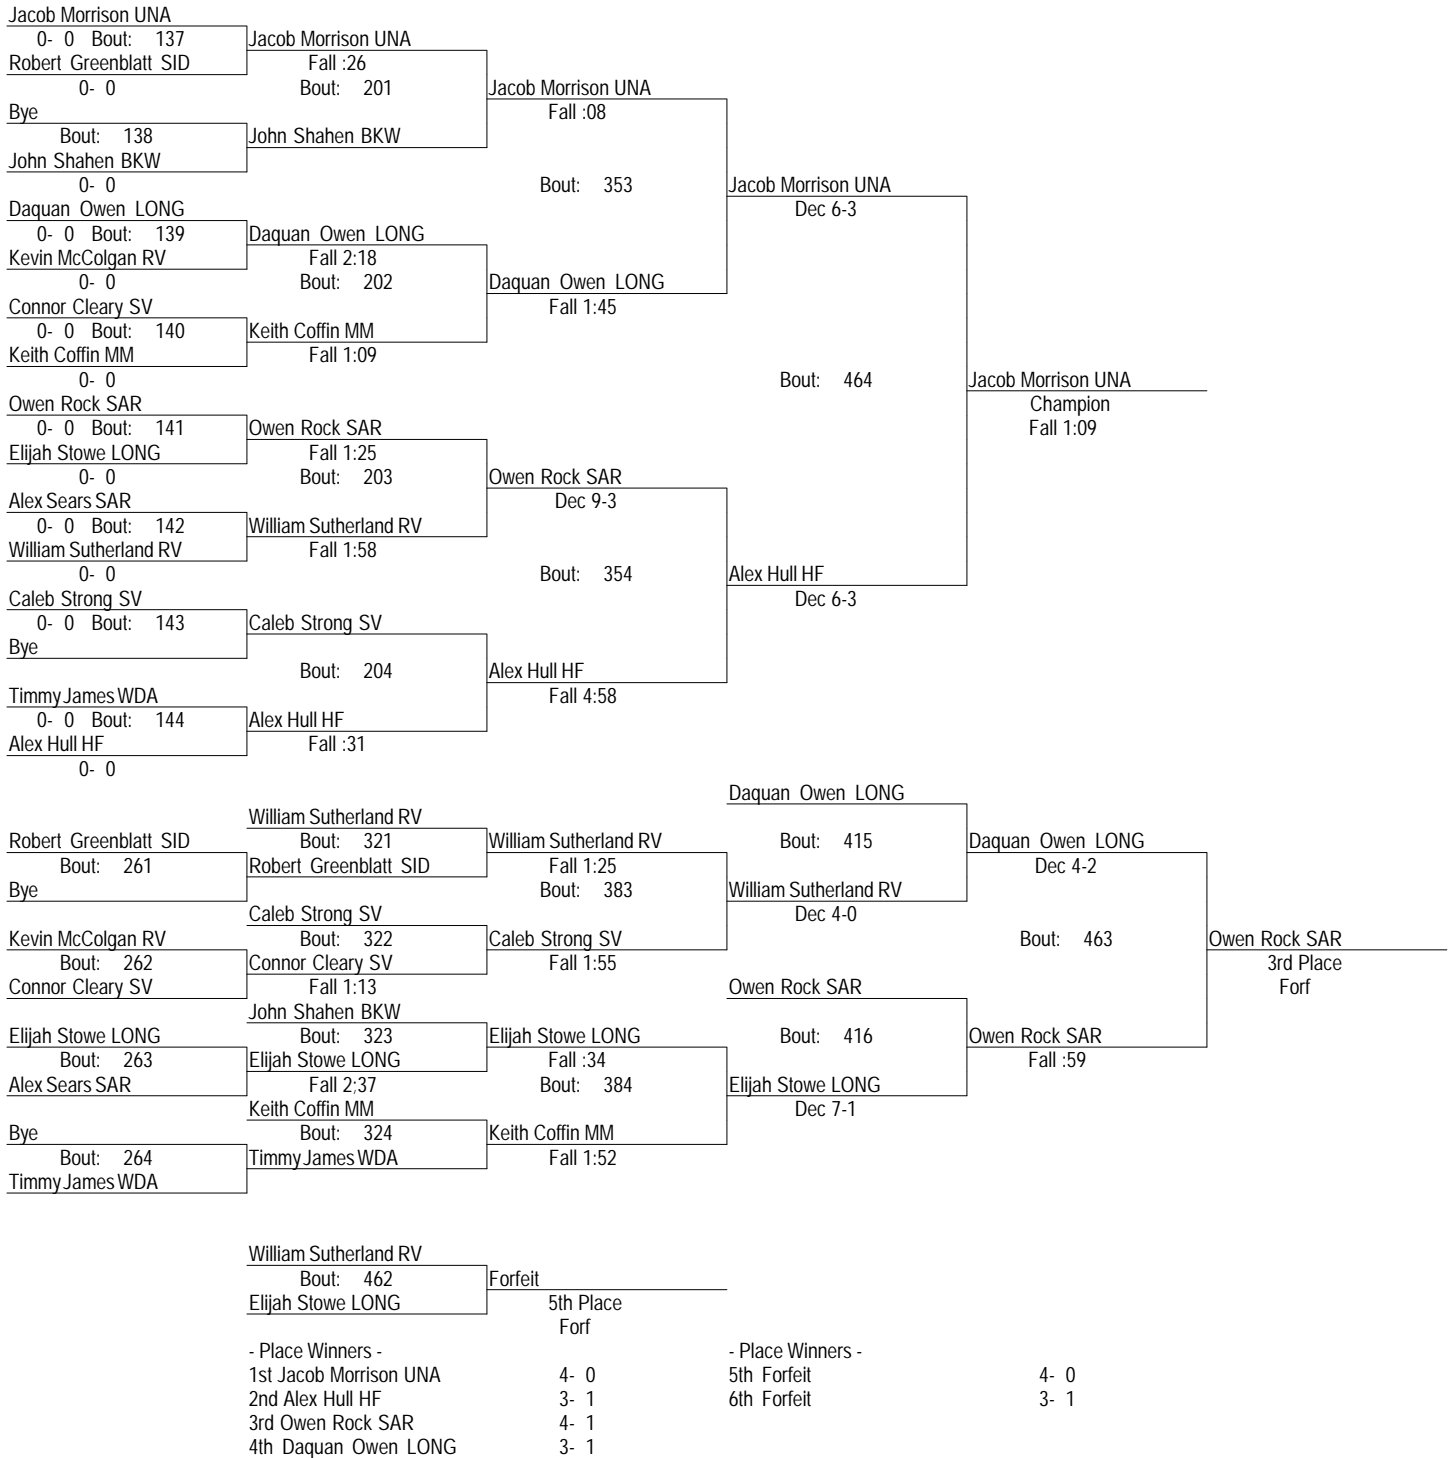 Jacob Morrison UNA
0- 0 Bout: 137 Jacob Morrison UNA
Robert Greenblatt SID Fall :26
0- 0 Bout: 201 Jacob Morrison UNA
Bye Fall :08
Bout: 138 John Shahen BKW
John Shahen BKW
0- 0 Bout: 353 Jacob Morrison UNA
Daquan Owen LONG Dec 6-3
0- 0 Bout: 139 Daquan Owen LONG
Kevin McColgan RV Fall 2:18
0- 0 Bout: 202 Daquan Owen LONG
Connor Cleary SV Fall 1:45
0- 0 Bout: 140 Keith Coffin MM
Keith Coffin MM Fall 1:09
0- 0 Bout: 464 Jacob Morrison UNA
Owen Rock SAR Champion
0- 0 Bout: 141 Owen Rock SAR Fall 1:09
Elijah Stowe LONG Fall 1:25
0- 0 Bout: 203 Owen Rock SAR
Alex Sears SAR Dec 9-3
0- 0 Bout: 142 William Sutherland RV
William Sutherland RV Fall 1:58
0- 0 Bout: 354 Alex Hull HF
Caleb Strong SV Dec 6-3
0- 0 Bout: 143 Caleb Strong SV
Bye
Bout: 204 Alex Hull HF
Timmy James WDA Fall 4:58
0- 0 Bout: 144 Alex Hull HF
Alex Hull HF Fall :31
0- 0
Daquan Owen LONG
William Sutherland RV
Robert Greenblatt SID Bout: 321 William Sutherland RV Bout: 415 Daquan Owen LONG
Bout: 261 Robert Greenblatt SID Fall 1:25 Dec 4-2
Bye Bout: 383 William Sutherland RV
Caleb Strong SV Dec 4-0
Kevin McColgan RV Bout: 322 Caleb Strong SV Bout: 463 Owen Rock SAR
Bout: 262 Connor Cleary SV Fall 1:55 3rd Place
Connor Cleary SV Fall 1:13 Owen Rock SAR Forf
John Shahen BKW
Elijah Stowe LONG Bout: 323 Elijah Stowe LONG Bout: 416 Owen Rock SAR
Bout: 263 Elijah Stowe LONG Fall :34 Fall :59
Alex Sears SAR Fall 2;37 Bout: 384 Elijah Stowe LONG
Keith Coffin MM Dec 7-1
Bye Bout: 324 Keith Coffin MM
Bout: 264 Timmy James WDA Fall 1:52
Timmy James WDA
William Sutherland RV
Bout: 462 Forfeit
Elijah Stowe LONG 5th Place
Forf
- Place Winners - - Place Winners -
1st Jacob Morrison UNA 4- 0 5th Forfeit 4- 0
2nd Alex Hull HF 3- 1 6th Forfeit 3- 1
3rd Owen Rock SAR 4- 1
4th Daquan Owen LONG 3- 1